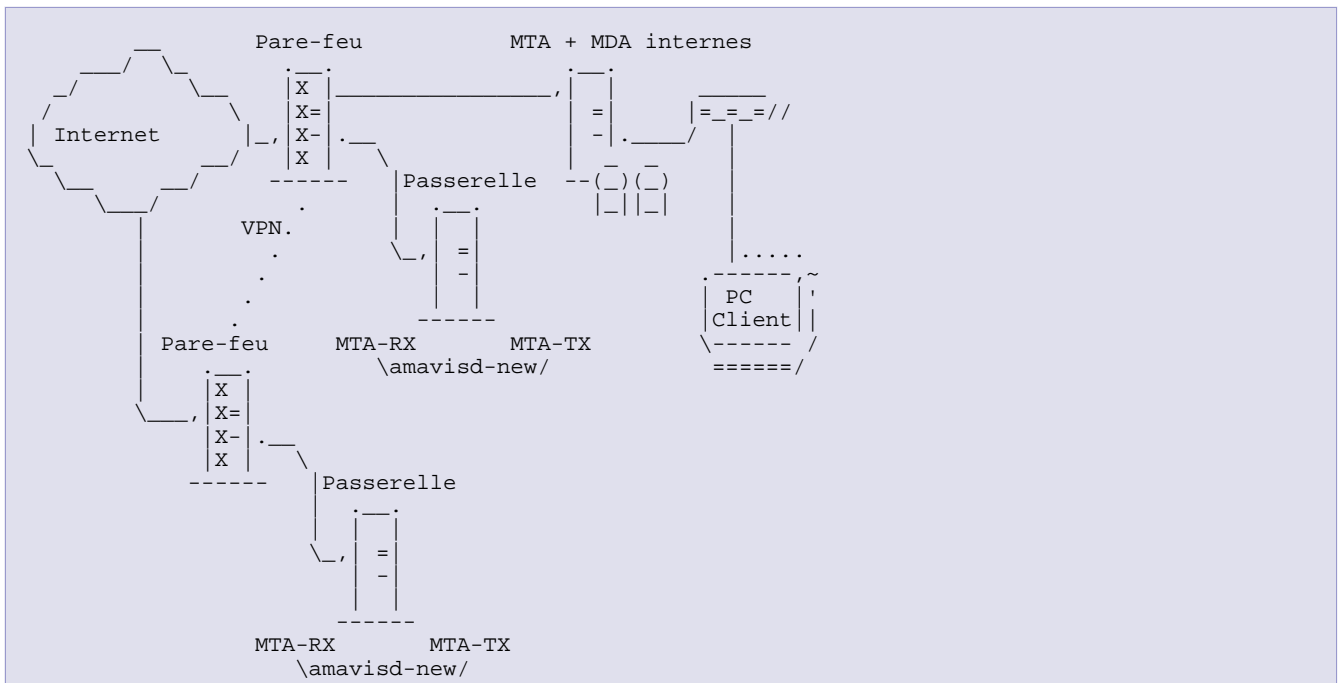 Pare-feu MTA + MDA internes
Internet
Passerelle
VPN.
PC
Client
Pare-feu MTA-RX MTA-TX
\amavisd-new/
Passerelle
MTA-RX MTA-TX
\amavisd-new/